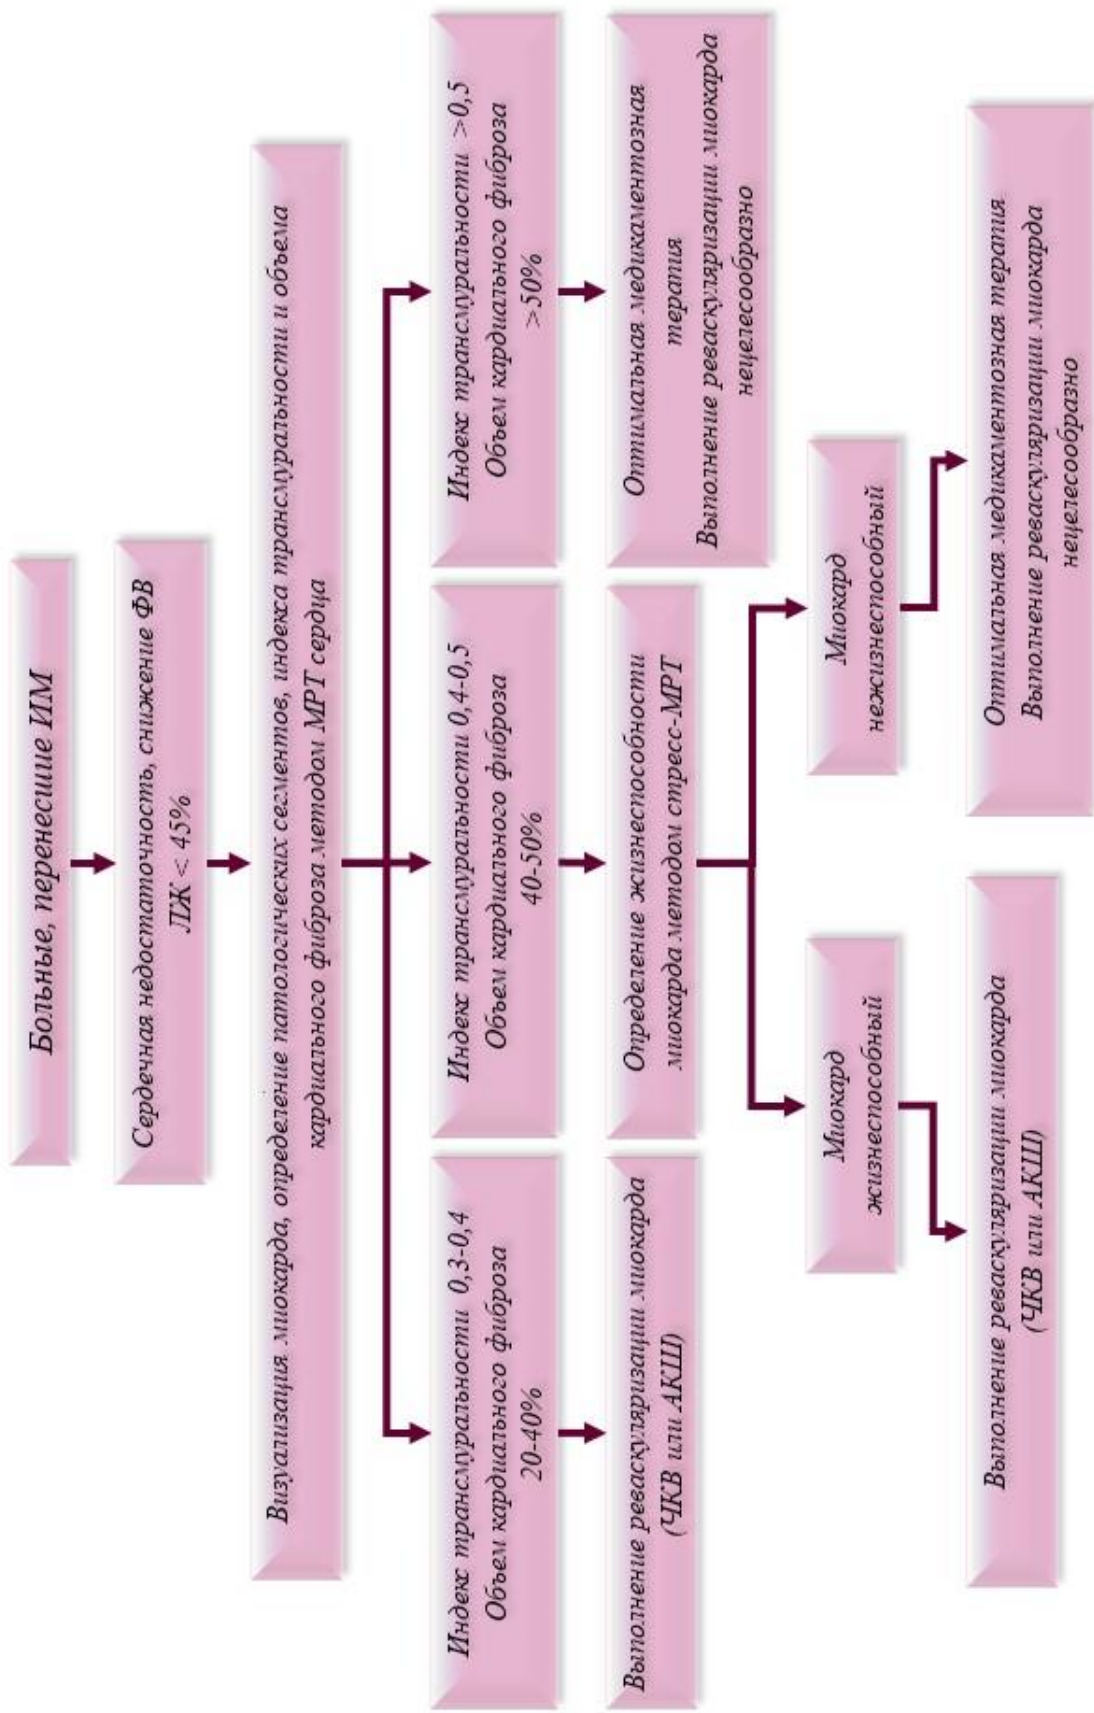 Больные, перенесшие ИМ
Сердечная недостаточность, снижение ФВ
ЛЖ < 45%
Визуализация миокарда, определение патологических сегментов, индекса трансмуральности и объема
кардиального фиброза методом МРТ сердца
Индекс трансмуральности 0,3-0,4
Объем кардиального фиброза
20-40%
Индекс трансмуральности 0,4-0,5
Объем кардиального фиброза
40-50%
Индекс трансмуральности >0,5
Объем кардиального фиброза
>50%
Выполнение реваскуляризации миокарда
(ЧКВ или АКШ)
Определение жизнеспособности
миокарда методом стресс-МРТ
Оптимальная медикаментозная
терапия
Выполнение реваскуляризации миокарда
нецелесообразно
Миокард
жизнеспособный
Миокард
нежизнеспособный
Выполнение реваскуляризации миокарда
(ЧКВ или АКШ)
Оптимальная медикаментозная терапия
Выполнение реваскуляризации миокарда
нецелесообразно